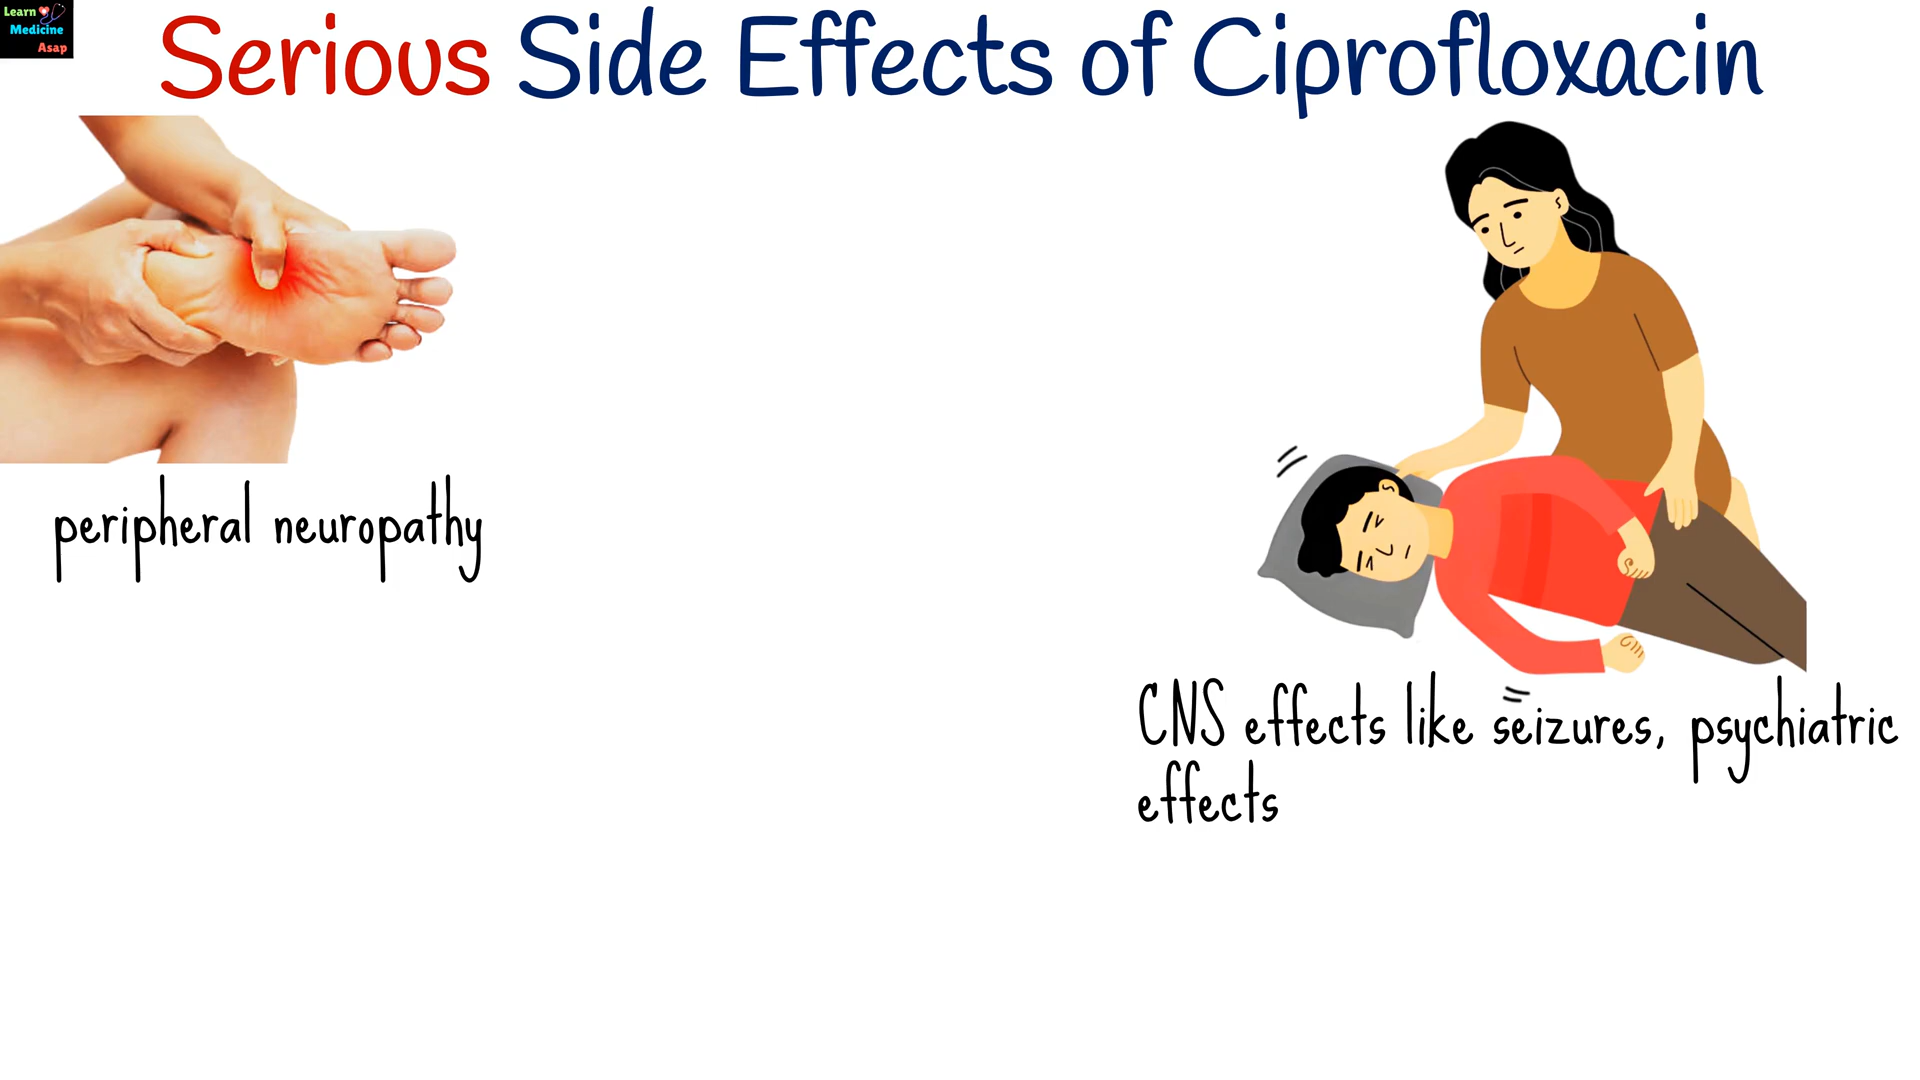 Learn
Medicine
Asap
Serious Side Effects of Ciprofloxacin
peripheral neuropathy
CNS effects like seizures, psychiatric
effects